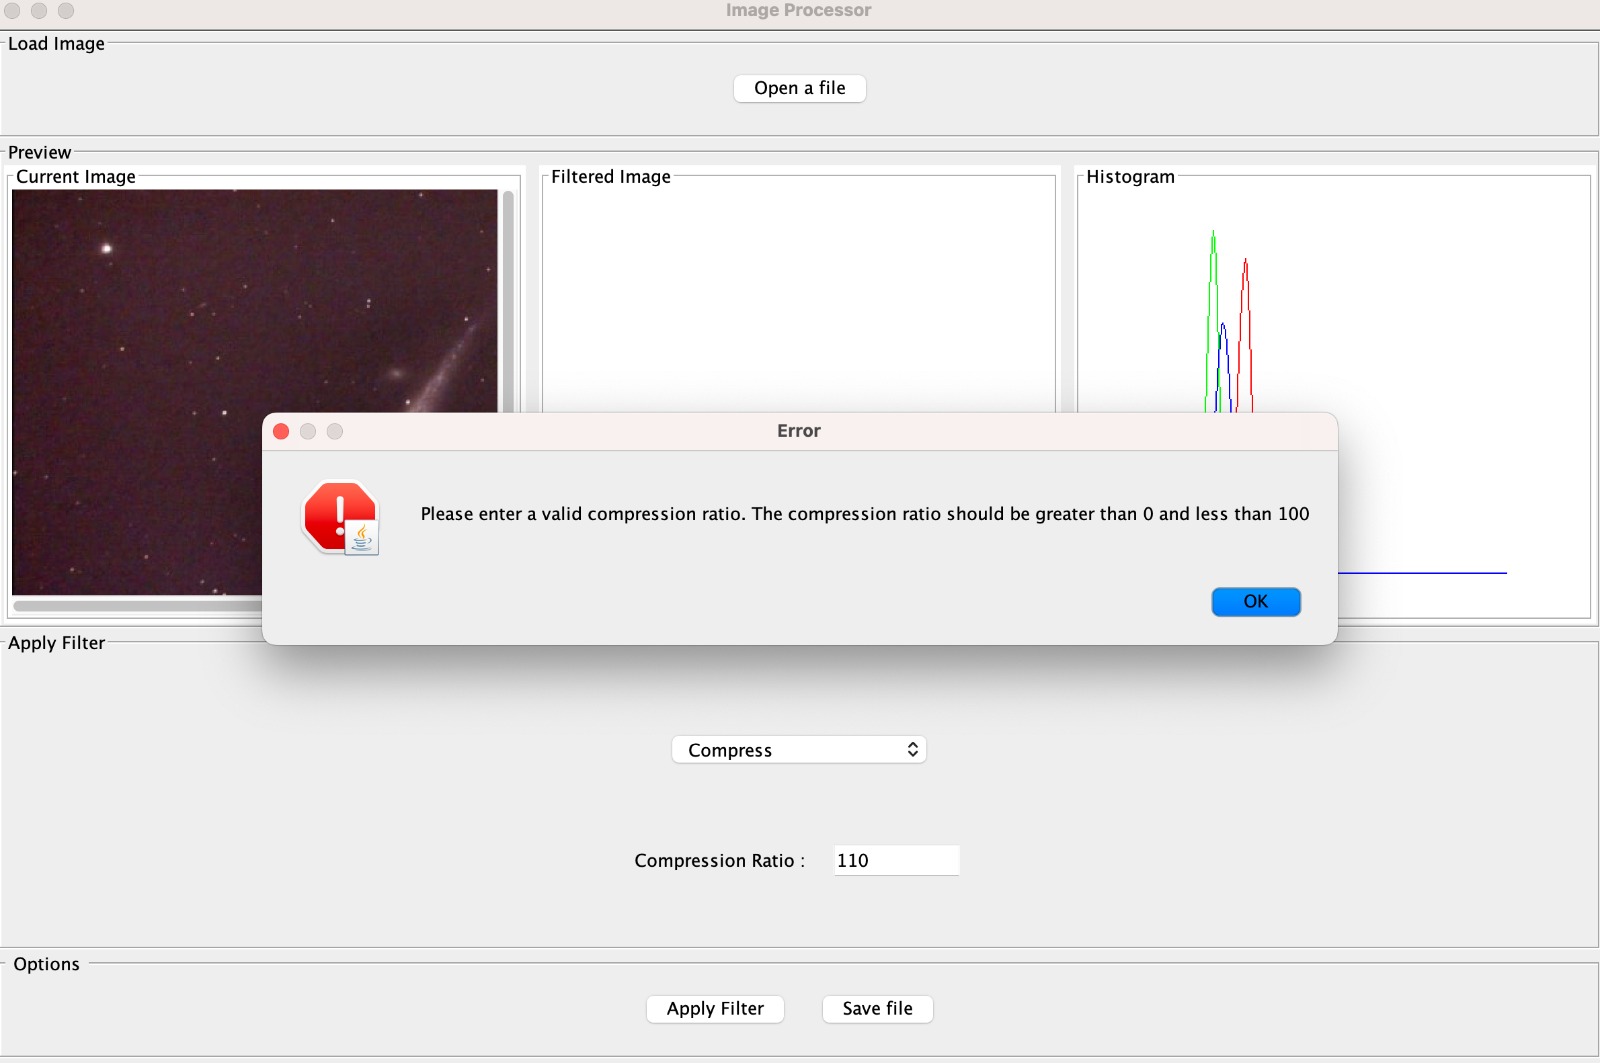 Image Processor
Load Image
Open a file
Preview
Current Image
Filtered Image
Histogram
Error
Please enter a valid compression ratio. The compression ratio should be greater than 0 and less than 100
OK
Apply Filter
Compress
Compression Ratio :
110
Options
Apply Filter
Save file